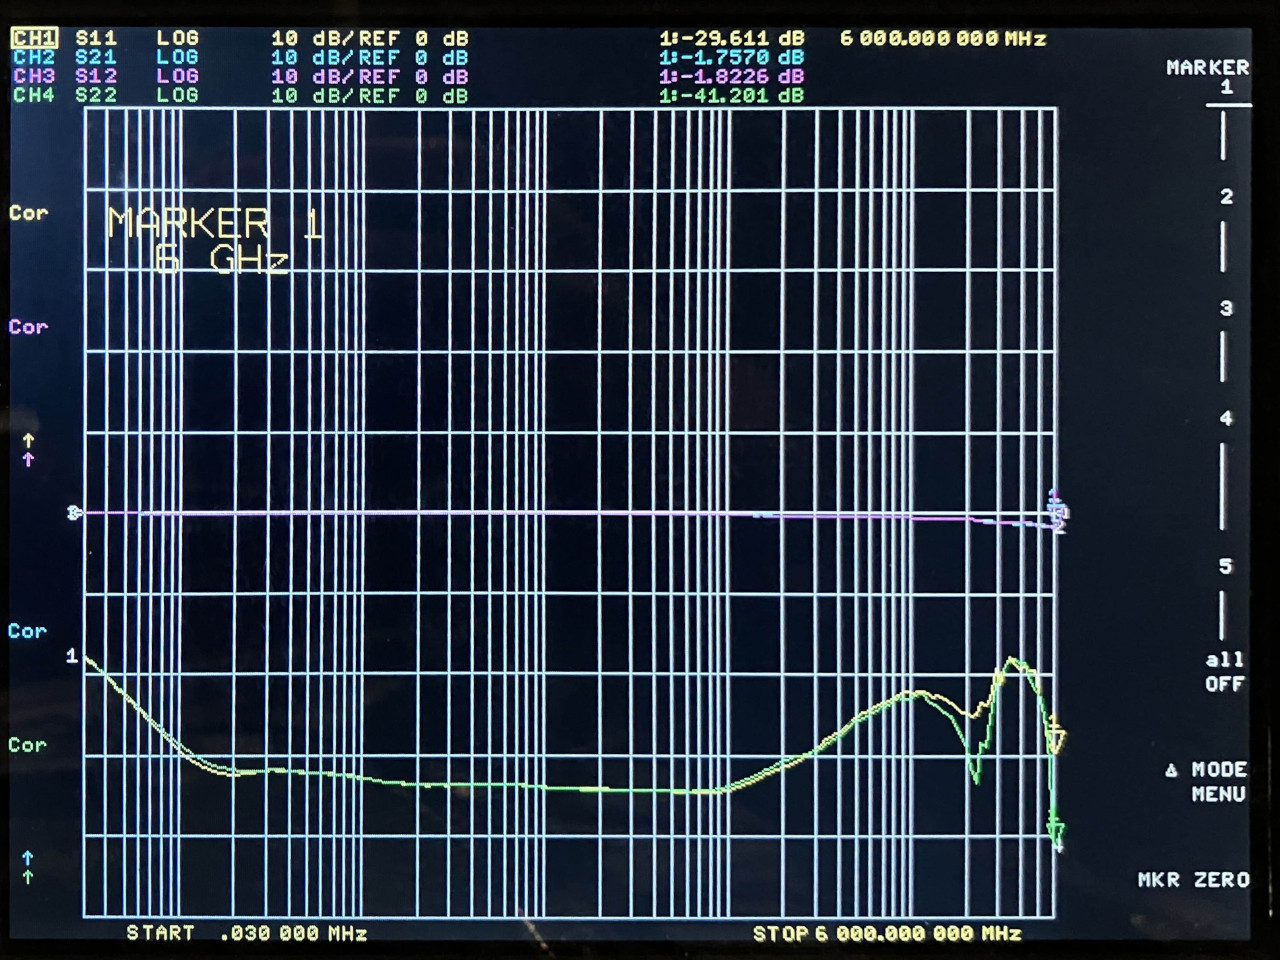 CH1 S11 LOG 10 dB/REF 0 dB 1:-29.611 dB 6 000.000 000 MHz
CH2 S21 LOG 10 dB/REF 0 dB 1:-1.7570 dB
CH3 S12 LOG 10 dB/REF 0 dB 1:-1.8226 dB
CH4 S22 LOG 10 dB/REF 0 dB 1:-41.201 dB
MARKER
1
2
Cor
MARKER 1
6 GHz
3
Cor
4
↑
↑
5
Cor
1
all
OFF
Cor
Δ MODE
MENU
↑
↑
MKR ZERO
START .030 000 MHz STOP 6 000.000 000 MHz